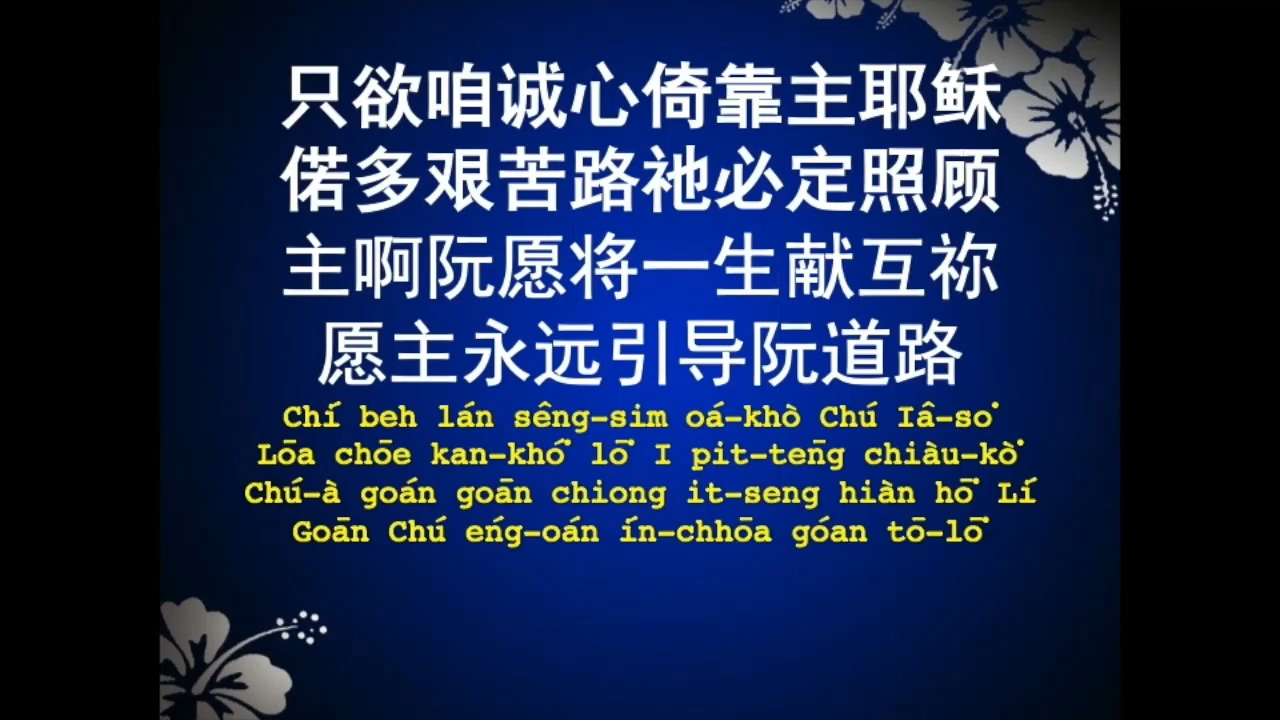 只欲咱诚心倚靠主耶稣
偌多艰苦路祂必定照顾
主啊阮愿将一生献互祢
愿主永远引导阮道路
Chí beh lán sêng-sim oá-khò Chú Iâ-so͘
Lōa chōe kan-khó͘ lō͘ I pit-tēng chiàu-kò͘
Chú-à goán goān chiong it-seng hiàn hō͘ Lí
Goān Chú éng-oán ín-chhōa góan tō-lō͘